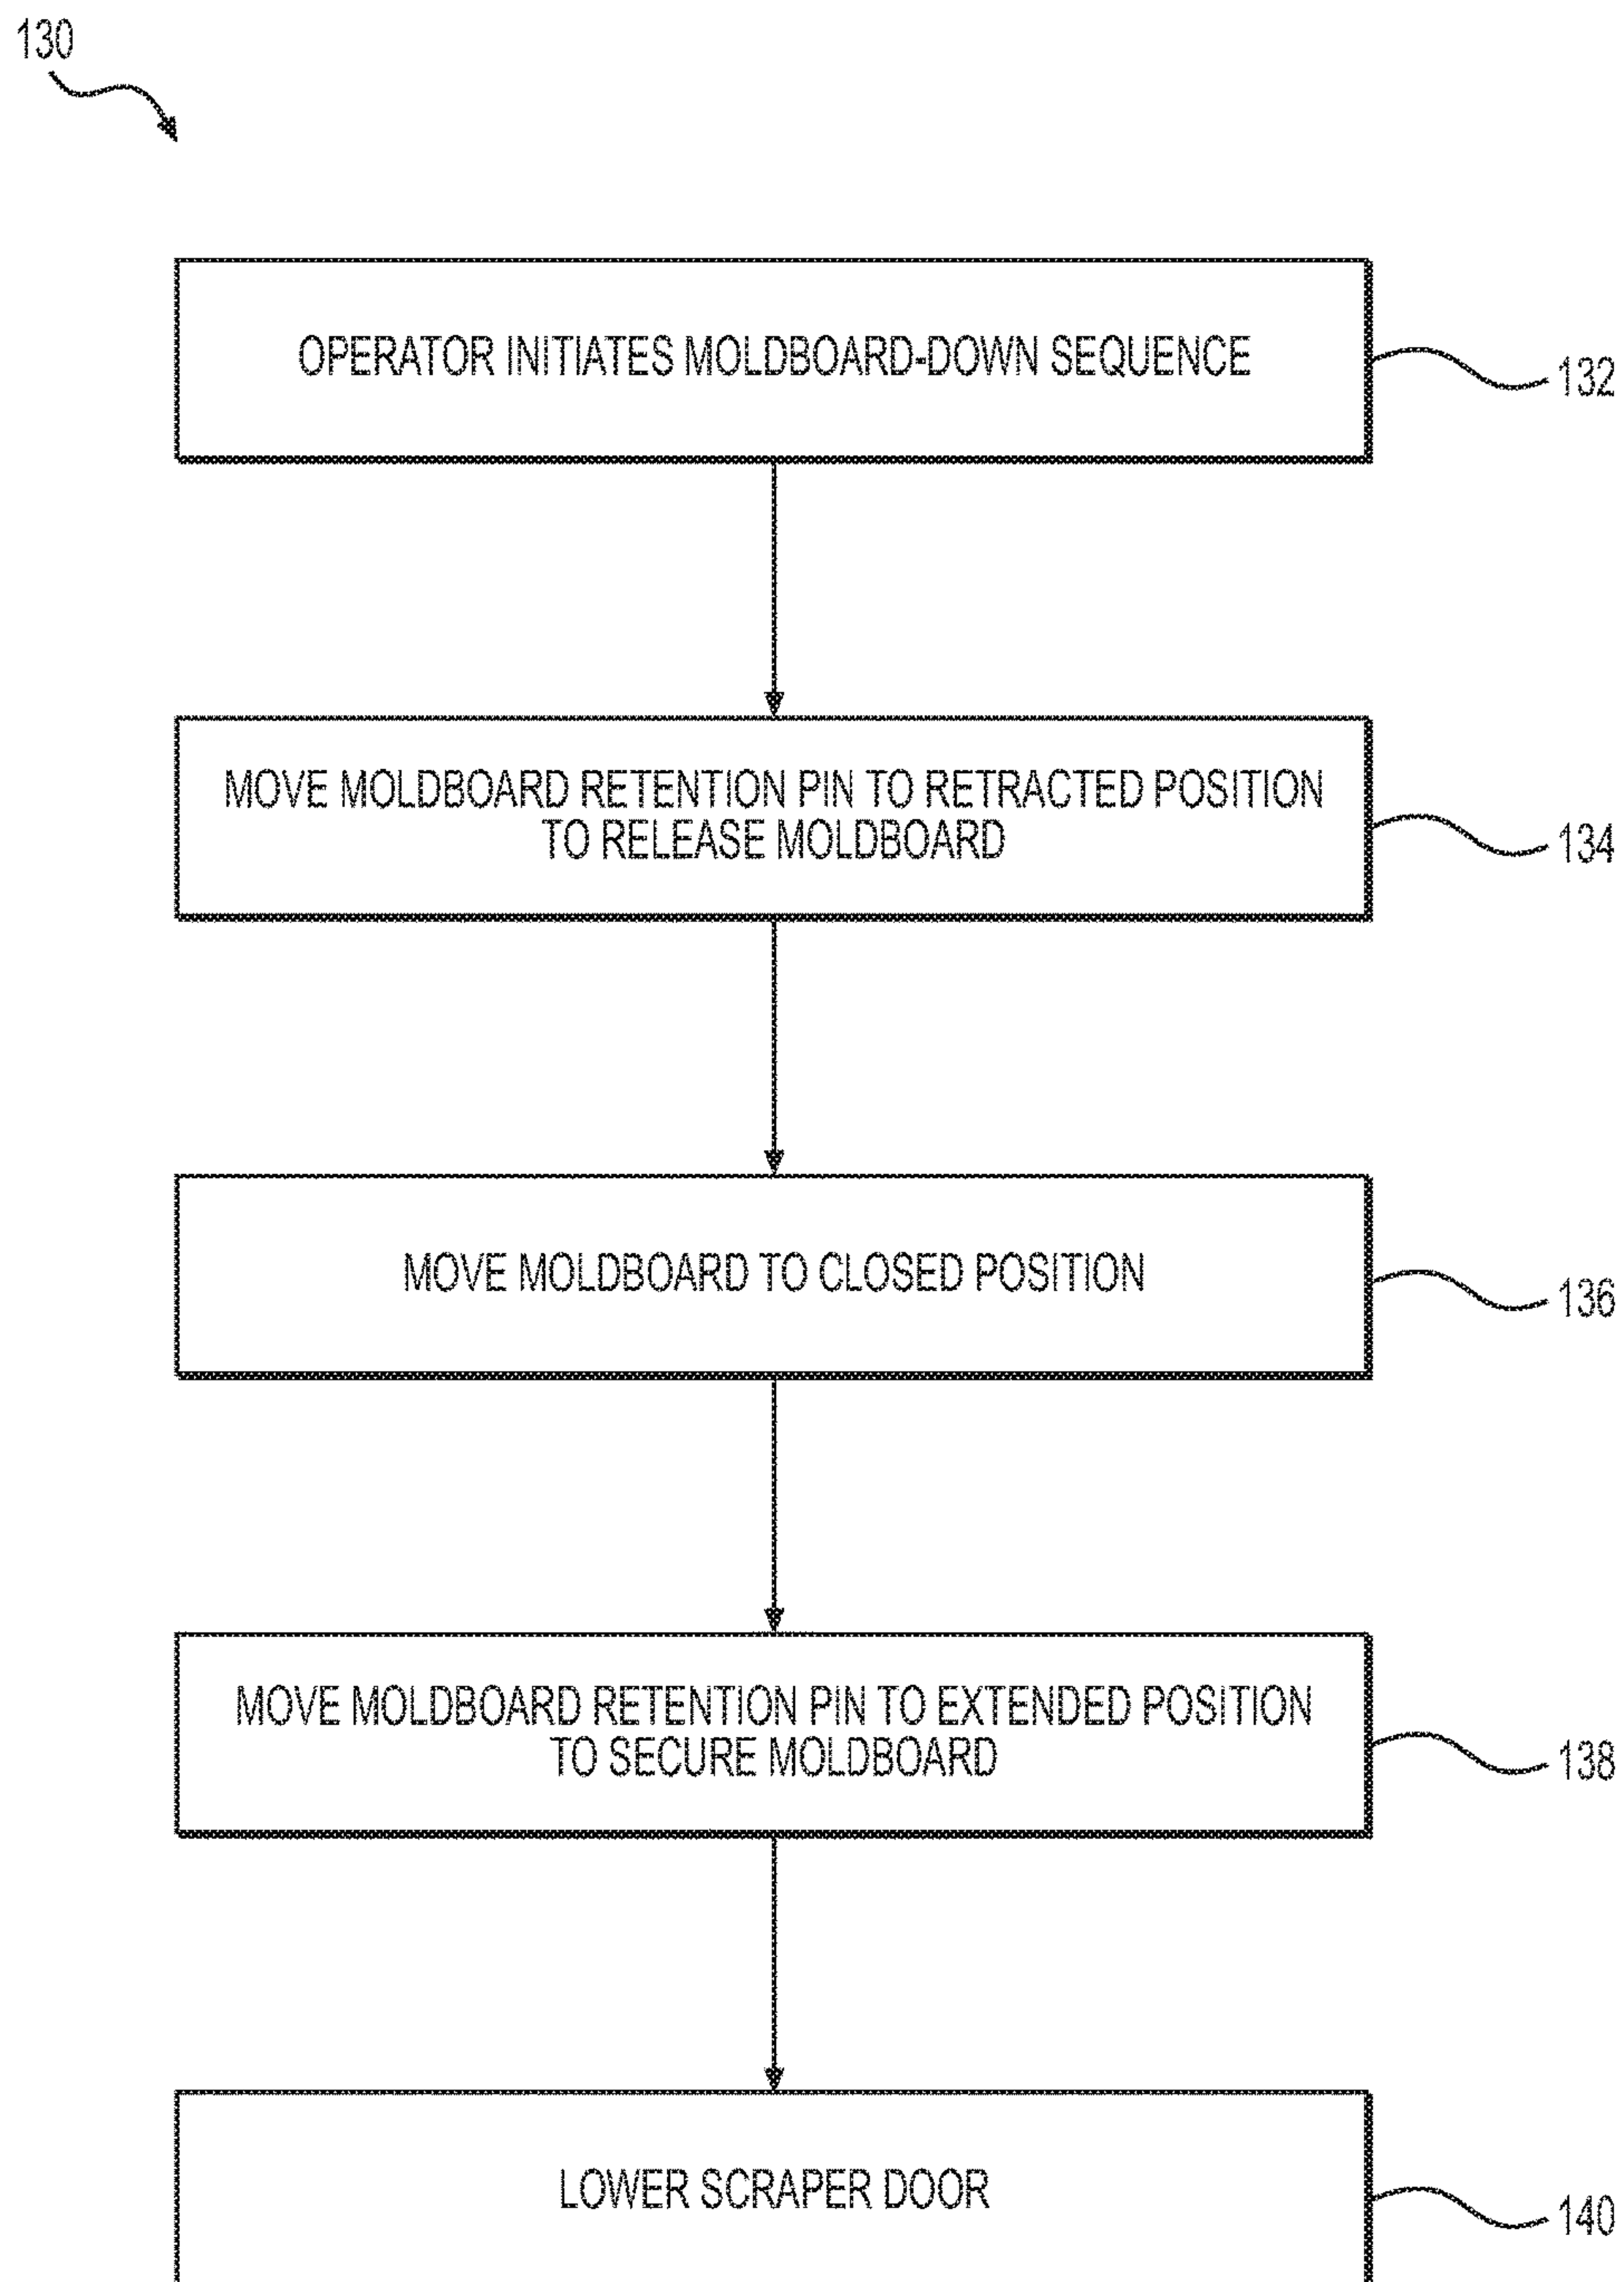 130
OPERATOR INITIATES MOLDBOARD-DOWN SEQUENCE
132
MOVE MOLDBOARD RETENTION PIN TO RETRACTED POSITION
TO RELEASE MOLDBOARD
134
MOVE MOLDBOARD TO CLOSED POSITION
136
MOVE MOLDBOARD RETENTION PIN TO EXTENDED POSITION
TO SECURE MOLDBOARD
138
LOWER SCRAPER DOOR
140